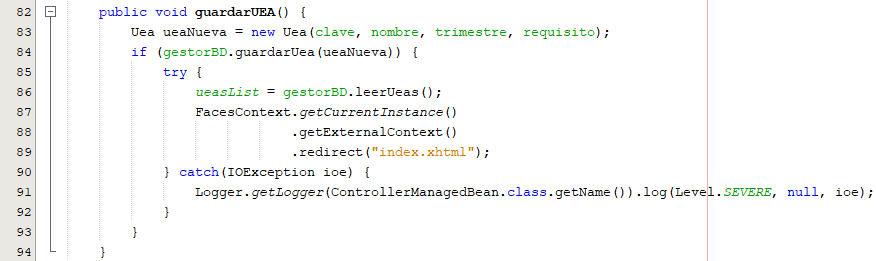 82 public void guardarUEA() {
83 Uea ueaNueva = new Uea(clave, nombre, trimestre, requisito);
84 if (gestorBD.guardarUea(ueaNueva)) {
85 try {
86 ueasList = gestorBD.leerUeas();
87 FacesContext.getCurrentInstance()
88 .getExternalContext()
89 .redirect("index.xhtml");
90 } catch(IOException ioe) {
91 Logger.getLogger(ControllerManagedBean.class.getName()).log(Level.SEVERE, null, ioe);
92 }
93 }
94 }